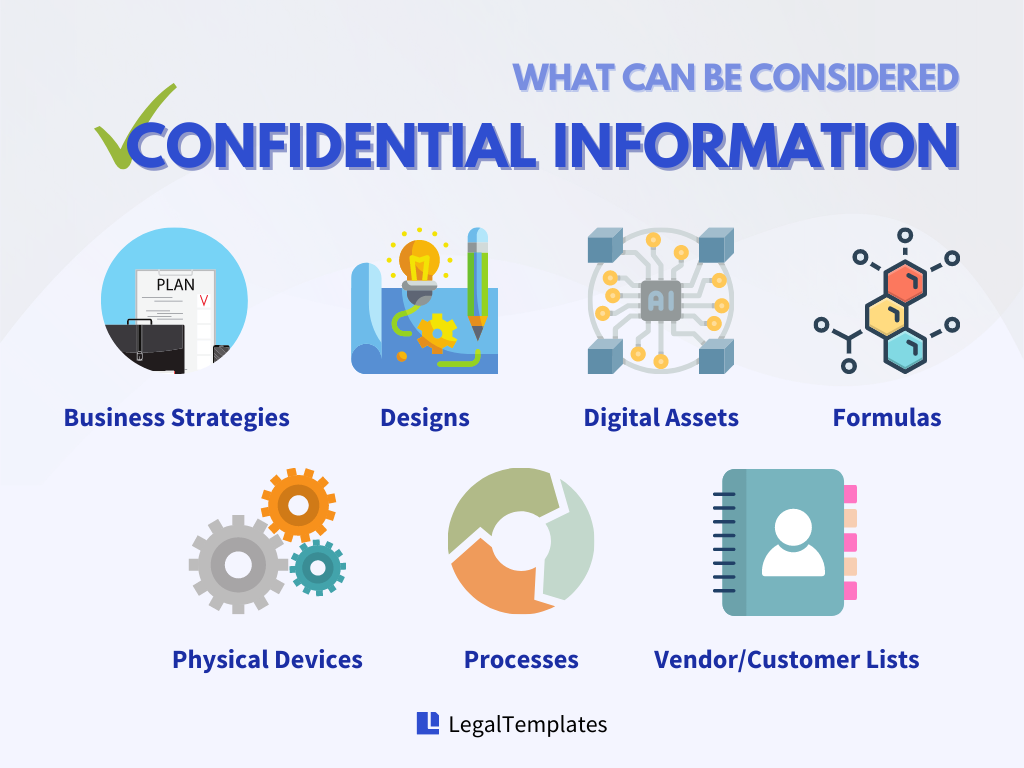 WHAT CAN BE CONSIDERED
CONFIDENTIAL INFORMATION
PLAN
AI
Business Strategies
Designs
Digital Assets
Formulas
Physical Devices
Processes
Vendor/Customer Lists
LegalTemplates